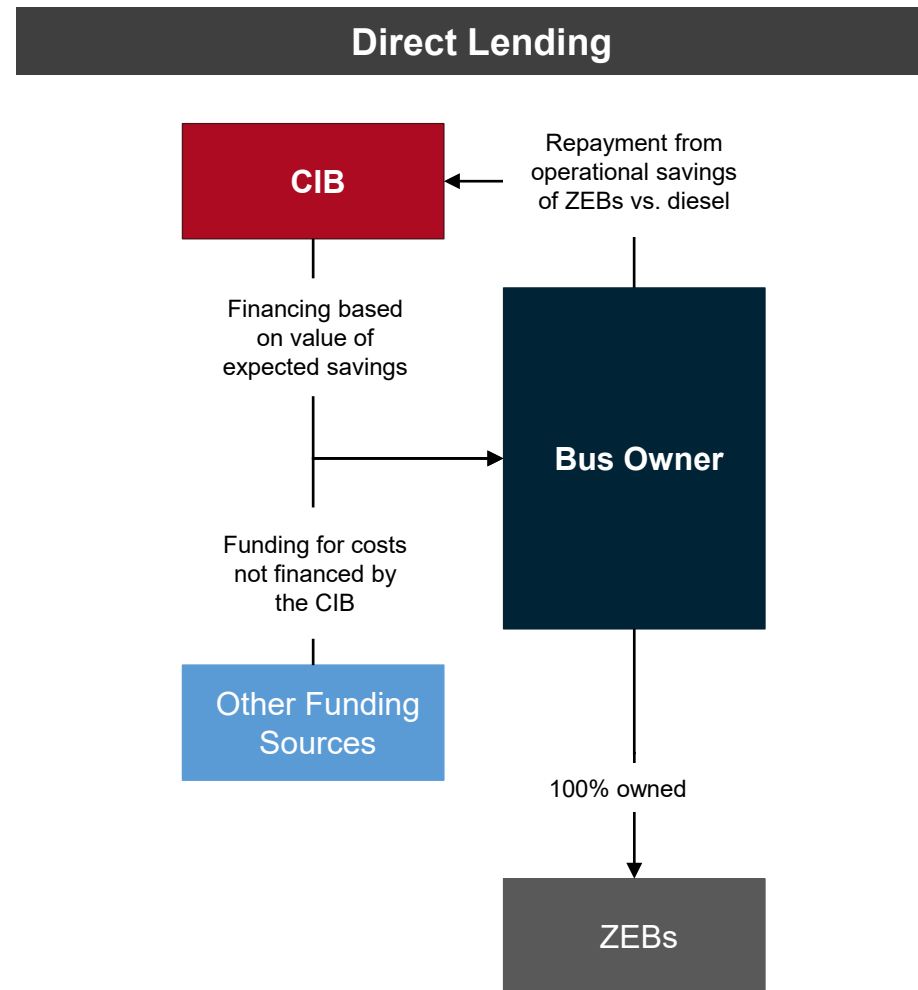 Direct Lending
CIB
Repayment from
operational savings
of ZEBs vs. diesel
Financing based
on value of
expected savings
Bus Owner
Funding for costs
not financed by
the CIB
Other Funding
Sources
100% owned
ZEBs